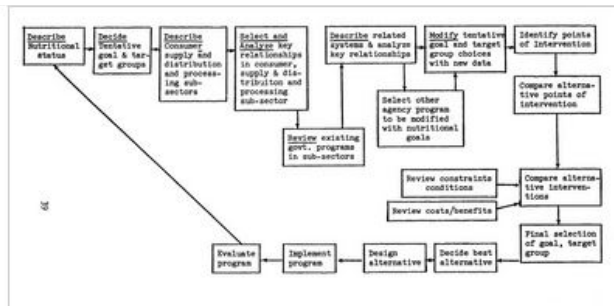 Describe
Nutritional
status
Decide
Tentative
goal & tar-
get groups
Describe
Consumer
supply and
distribution
and process-
ing sub-
sectors
Select and
Analyze key
relationships
in consumer,
supply & dis-
tribuiton and
processing
sub-sector
Review existing
govt. programs
in sub-sectors
Describe related
systems & analyze
key relationships
Select other
agency program
to be modified
with nutritional
goals
Modify tentative
goal and target
group choices
with new data
Identify points
of Intervention
Compare alterna-
tive points of
intervention
Review constraints
conditions
Review costs/benefits
Compare alterna-
tive interven-
tions
Final selection
of goal, target
group
Decide best
alternative
Design
alternative
Implement
program
Evaluate
program
39